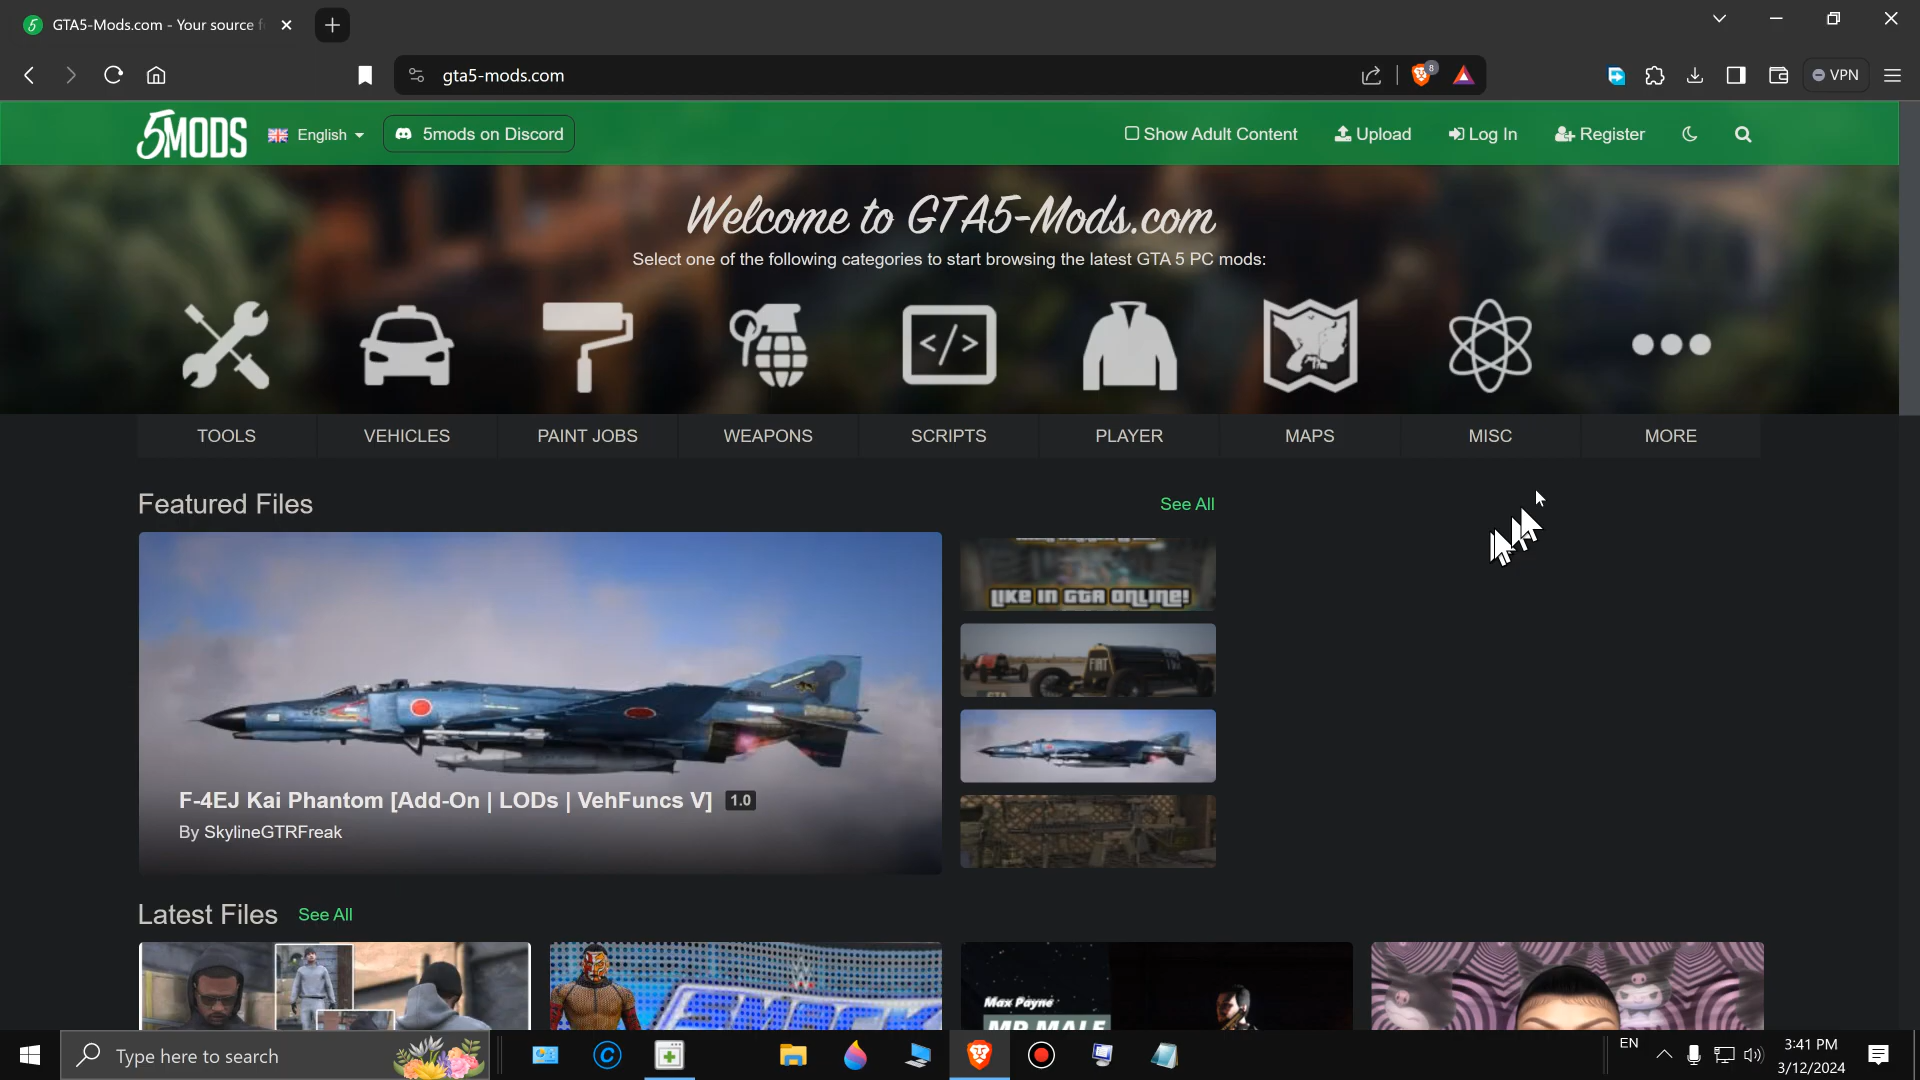 GTA5-Mods.com - Your source f
gta5-mods.com
8
VPN
5MODS
English
5mods on Discord
Show Adult Content
Upload
Log In
Register
Welcome to GTA5-Mods.com
Select one of the following categories to start browsing the latest GTA 5 PC mods:
TOOLS
VEHICLES
PAINT JOBS
WEAPONS
SCRIPTS
PLAYER
MAPS
MISC
MORE
Featured Files
See All
LIKE IN GTA ONLINE!
FIAT
F-4EJ Kai Phantom [Add-On | LODs | VehFuncs V] 1.0
By SkylineGTRFreak
Latest Files
See All
Max Payne
MP MALE
Type here to search
EN
3:41 PM
3/12/2024